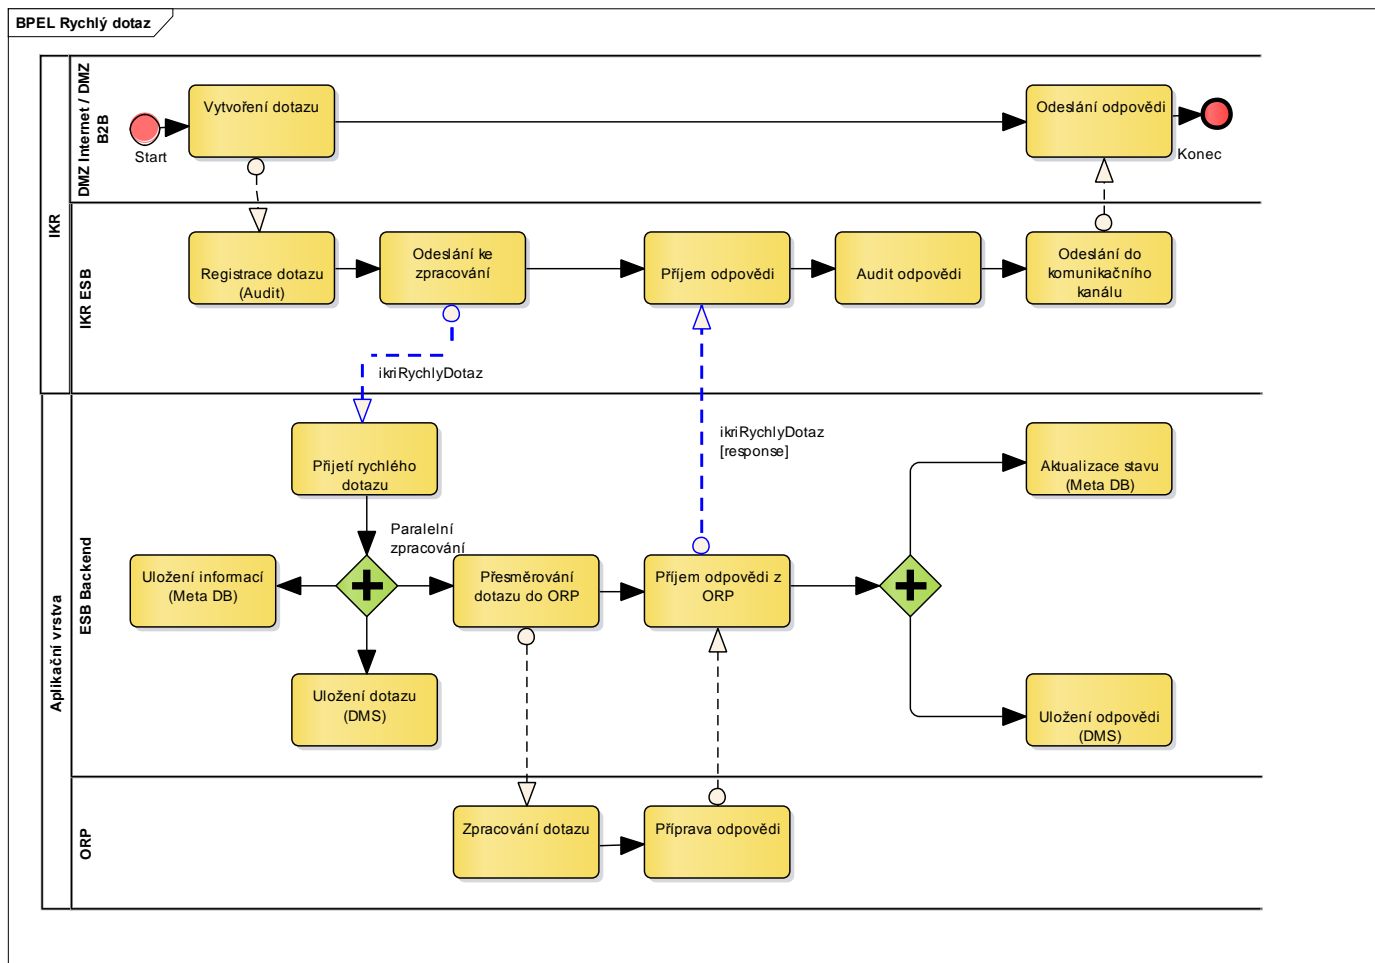 BPEL Rychlý dotaz
IKR
DMZ Internet / DMZ
B2B
Start
Vytvoření dotazu
Odeslání odpovědi
Konec
IKR ESB
Registrace dotazu
(Audit)
Odeslání ke
zpracování
Příjem odpovědi
Audit odpovědi
Odeslání do
komunikačního
kanálu
ikriRychlyDotaz
ikriRychlyDotaz
[response]
Aplikační vrstva
ESB Backend
Přijetí rychlého
dotazu
Paralelní
zpracování
Uložení informací
(Meta DB)
Přesměrování
dotazu do ORP
Příjem odpovědi z
ORP
Aktualizace stavu
(Meta DB)
Uložení dotazu
(DMS)
Uložení odpovědi
(DMS)
ORP
Zpracování dotazu
Příprava odpovědi